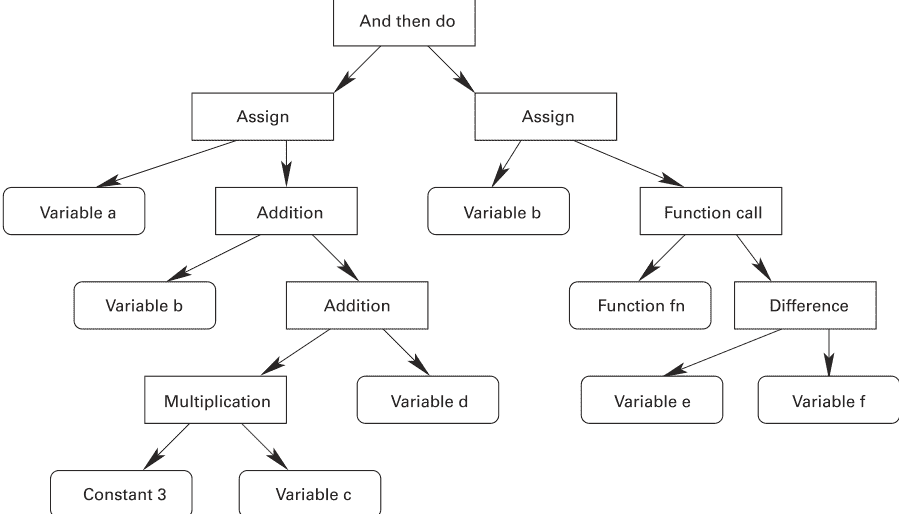 And then do
Assign
Assign
Variable a
Addition
Variable b
Function call
Variable b
Addition
Function fn
Difference
Multiplication
Variable d
Variable e
Variable f
Constant 3
Variable c